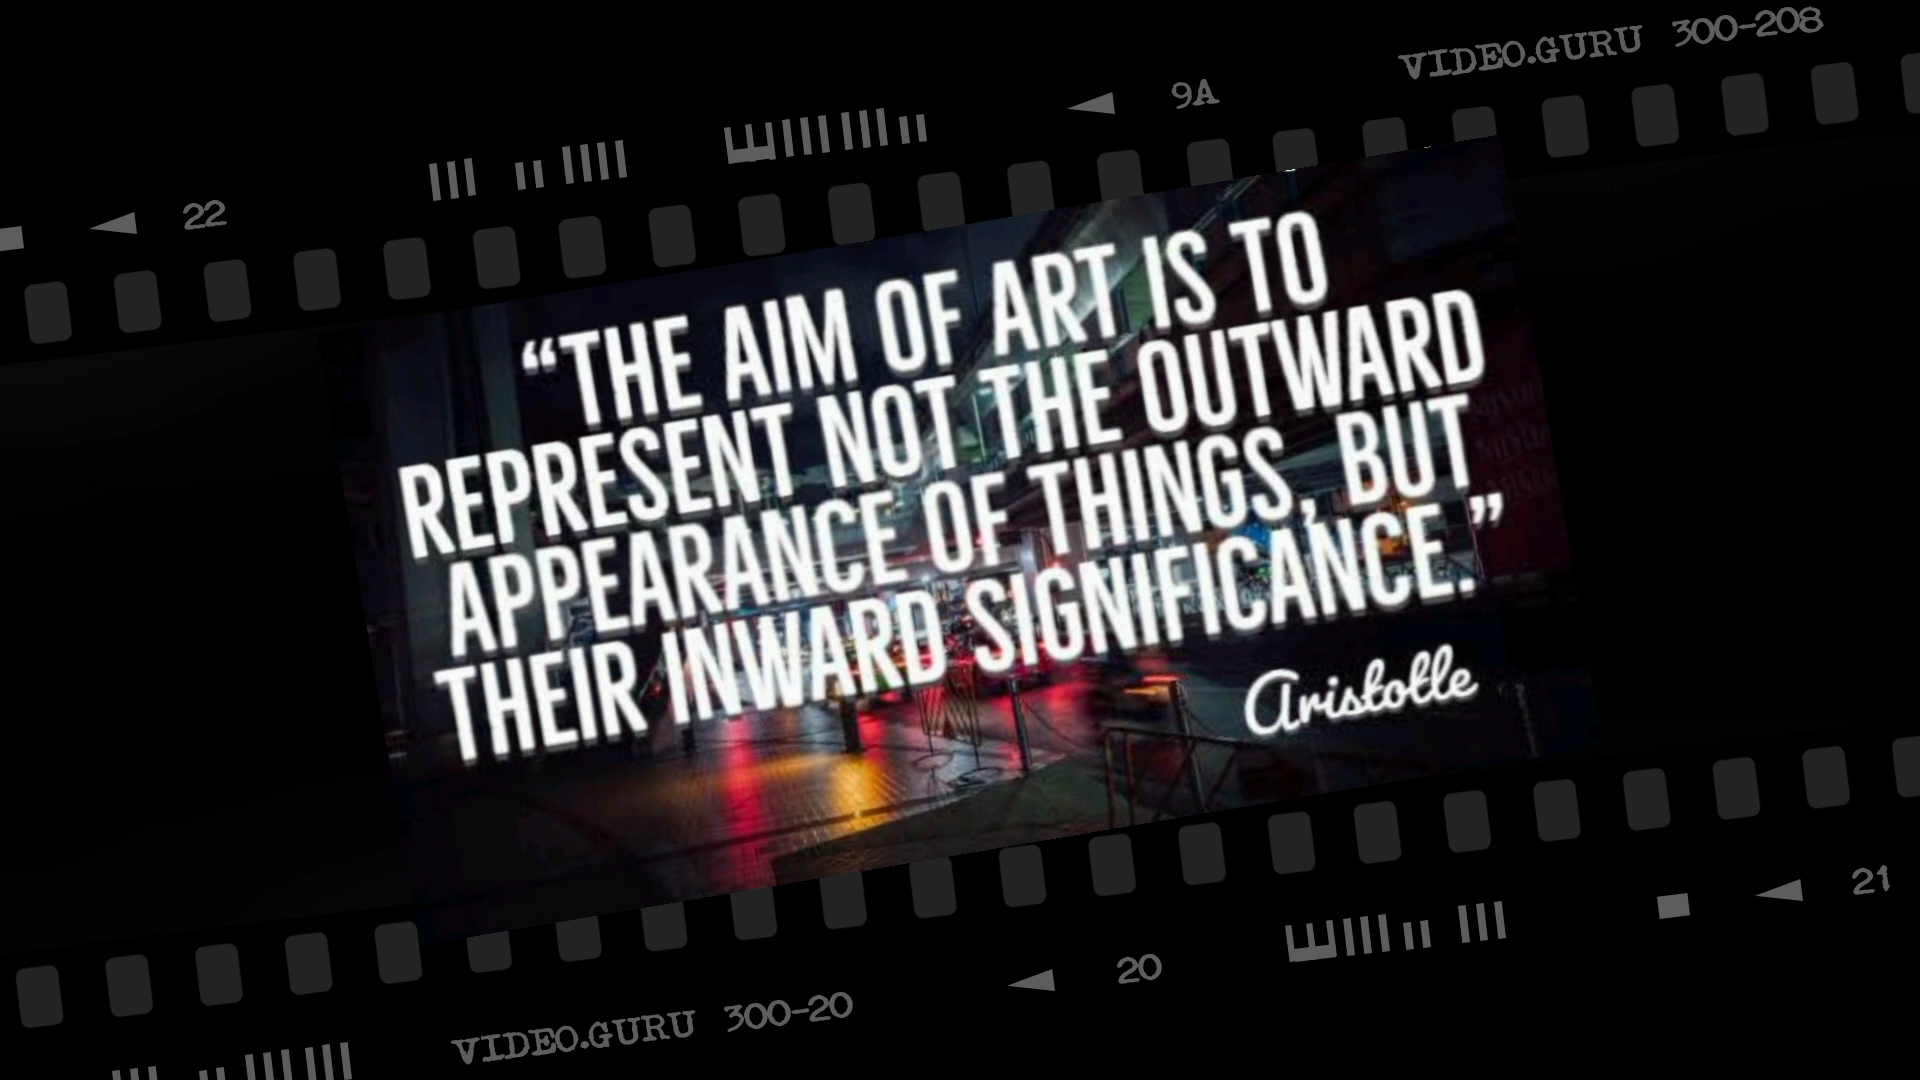 VIDEO.GURU 300-208
9A
22
“THE AIM OF ART IS TO
REPRESENT NOT THE OUTWARD
APPEARANCE OF THINGS, BUT
THEIR INWARD SIGNIFICANCE.”
Aristotle
21
20
VIDEO.GURU 300-20